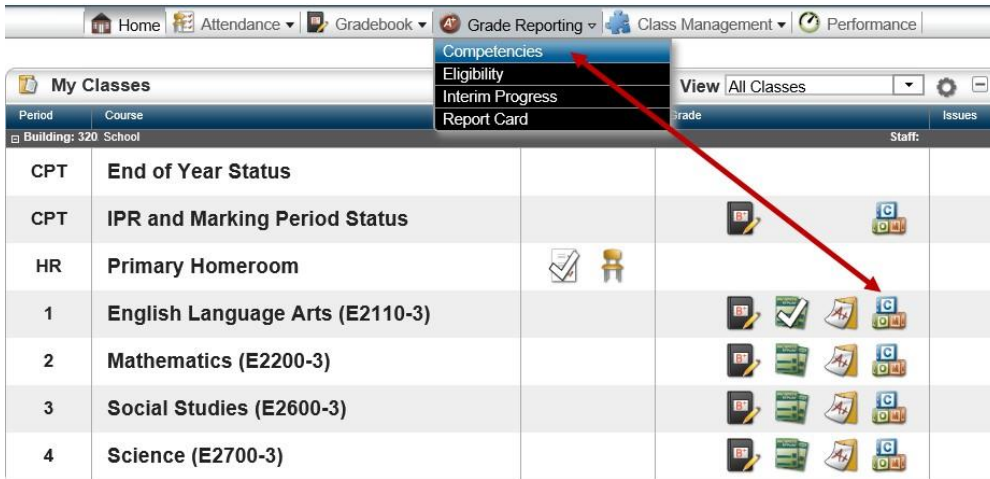 Home Attendance Gradebook Grade Reporting Class Management Performance
Competencies
Eligibility
Interim Progress
Report Card
My Classes View All Classes
Period Course Grade Issues
Building: 320 School Staff:
CPT End of Year Status
CPT IPR and Marking Period Status
HR Primary Homeroom
1 English Language Arts (E2110-3)
2 Mathematics (E2200-3)
3 Social Studies (E2600-3)
4 Science (E2700-3)